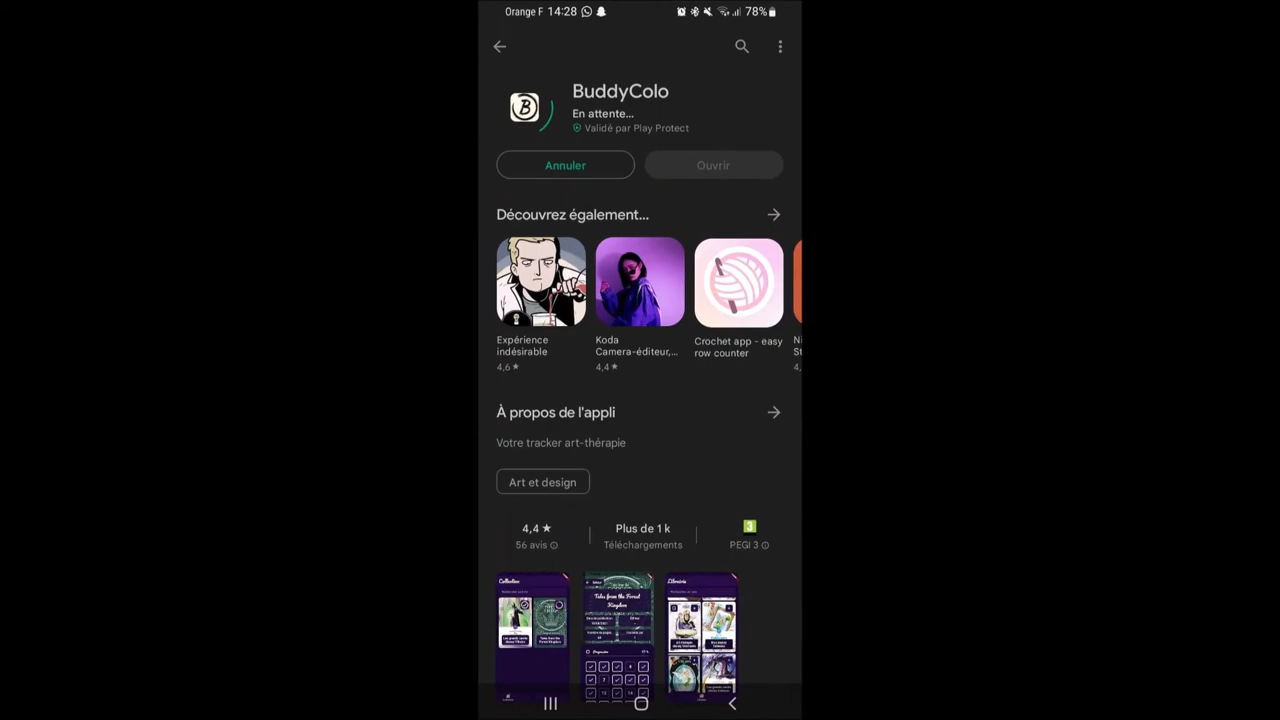 Orange F 14:28
78%
B
BuddyColo
En attente...
Validé par Play Protect
Annuler
Ouvrir
Découvrez également...
Expérience
indésirable
4,6 ★
Koda
Camera-éditeur,...
4,4 ★
Crochet app - easy
row counter
Ni
St
4,
À propos de l'appli
Votre tracker art-thérapie
Art et design
4,4 ★
56 avis
Plus de 1 k
Téléchargements
3
PEGI 3
Collection
Tales from the Forest
Kingdom
Librairie